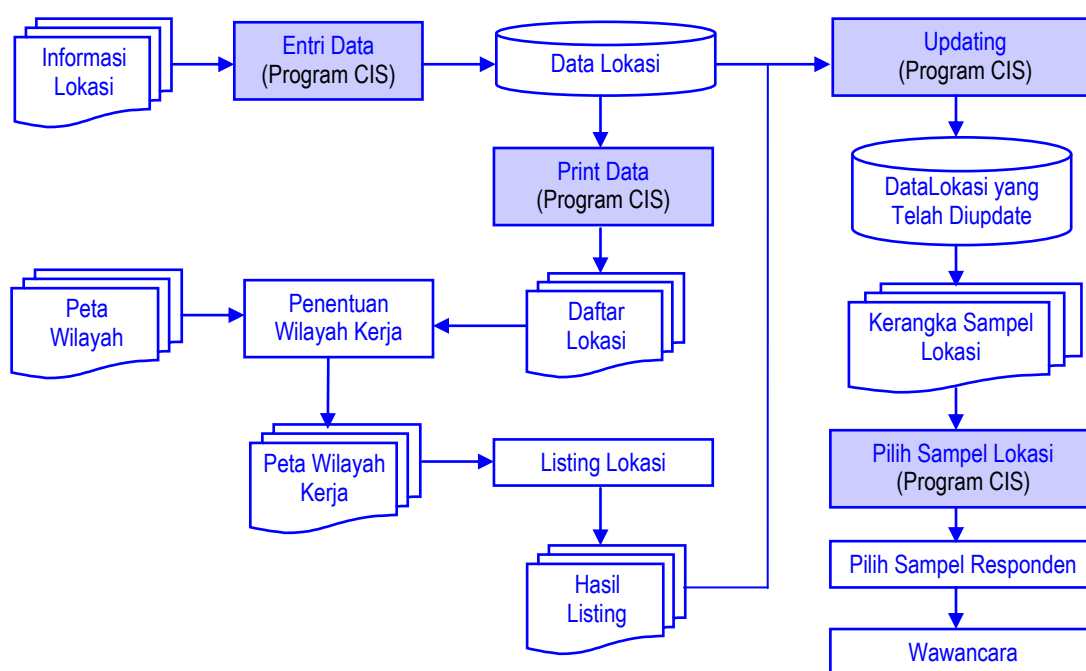 Informasi
Lokasi
Entri Data
(Program CIS)
Data Lokasi
Updating
(Program CIS)
Print Data
(Program CIS)
DataLokasi yang
Telah Diupdate
Peta
Wilayah
Penentuan
Wilayah Kerja
Daftar
Lokasi
Kerangka Sampel
Lokasi
Peta Wilayah
Kerja
Listing Lokasi
Pilih Sampel Lokasi
(Program CIS)
Hasil
Listing
Pilih Sampel Responden
Wawancara